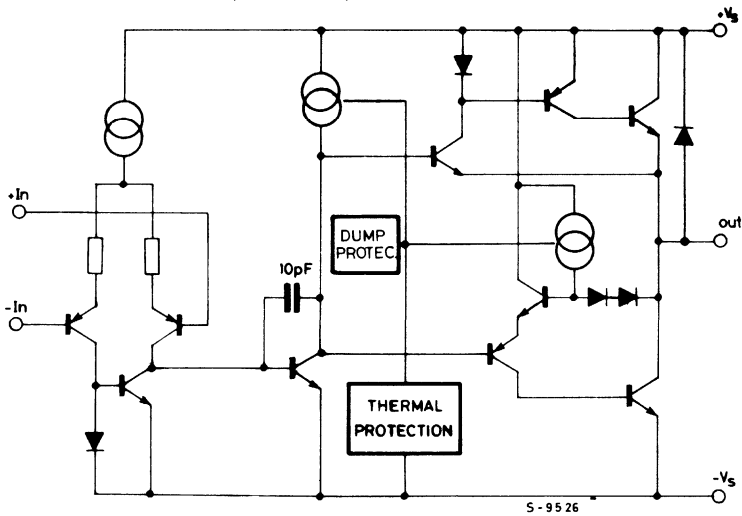 +Vs
+In
out
DUMP
PROTEC.
10pF
-In
THERMAL
PROTECTION
-Vs
S-9526